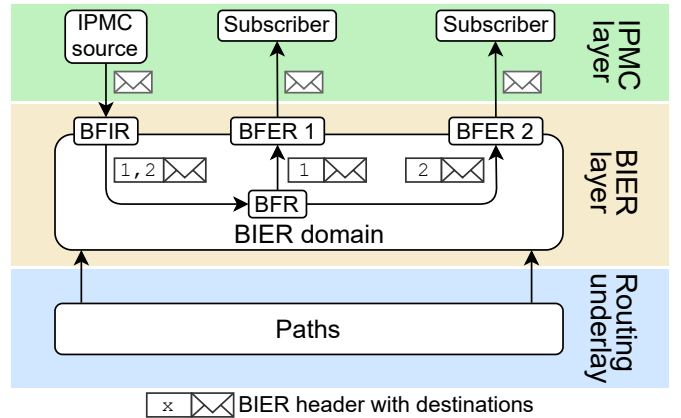 IPMC
source
Subscriber
Subscriber
IPMC
layer
BFIR
BFER 1
BFER 2
1,2
1
2
BFR
BIER domain
BIER
layer
Paths
Routing
underlay
x
BIER header with destinations